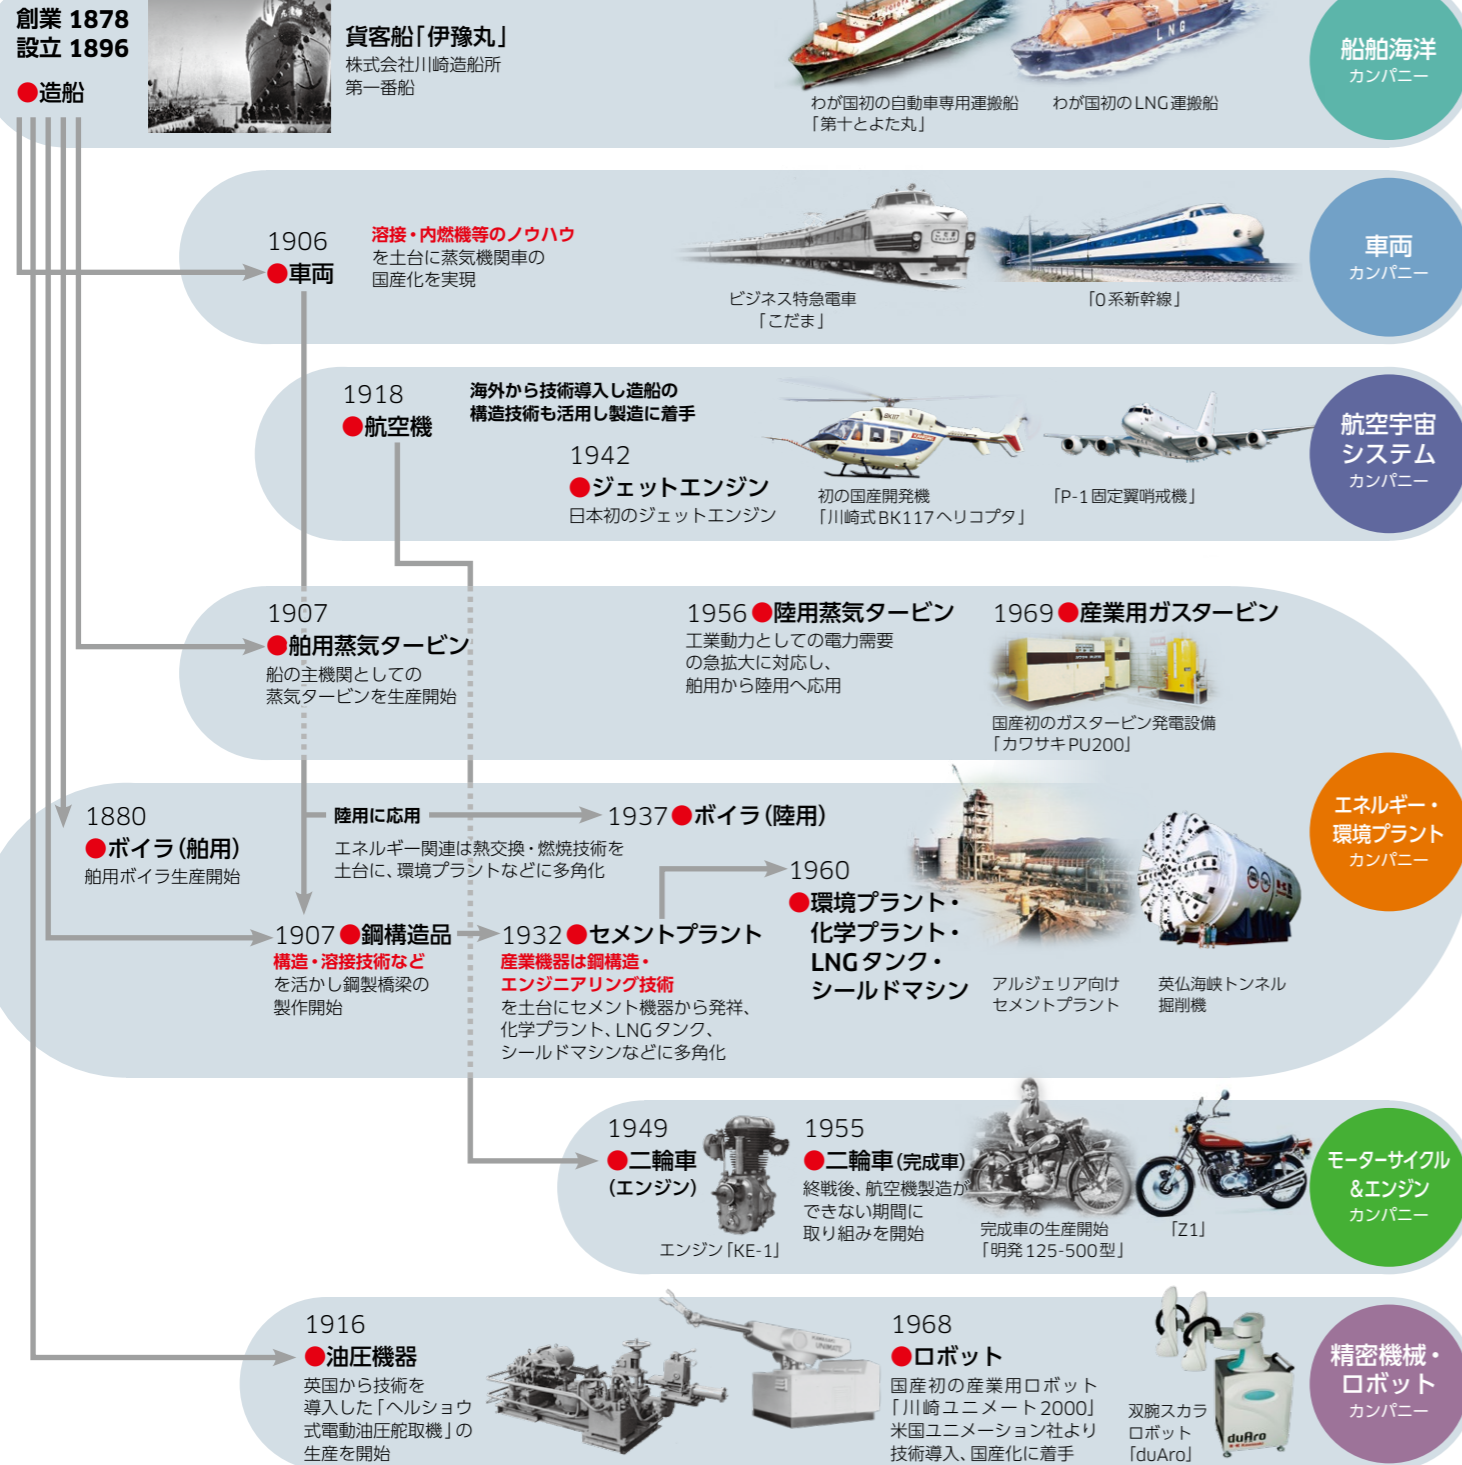 創業 1878
設立 1896
●造船
貨客船「伊豫丸」
株式会社川崎造船所
第一番船
LNG
わが国初の自動車専用運搬船
「第十とよた丸」
わが国初のLNG運搬船
船舶海洋
カンパニー
1906
●車両
溶接・内燃機等のノウハウ
を土台に蒸気機関車の
国産化を実現
こだま
ビジネス特急電車
「こだま」
「0系新幹線」
車両
カンパニー
1918
●航空機
海外から技術導入し造船の
構造技術も活用し製造に着手
1942
●ジェットエンジン
日本初のジェットエンジン
初の国産開発機
「川崎式BK117ヘリコプタ」
「P-1固定翼哨戒機」
航空宇宙
システム
カンパニー
1907
●舶用蒸気タービン
船の主機関としての
蒸気タービンを生産開始
1956●陸用蒸気タービン
工業動力としての電力需要
の急拡大に対応し、
舶用から陸用へ応用
1969●産業用ガスタービン
国産初のガスタービン発電設備
「カワサキPU200」
1880
●ボイラ(舶用)
舶用ボイラ生産開始
陸用に応用
1937●ボイラ(陸用)
エネルギー関連は熱交換・燃焼技術を
土台に、環境プラントなどに多角化
1907●鋼構造品
構造・溶接技術など
を活かし鋼製橋梁の
製作開始
1932●セメントプラント
産業機器は鋼構造・
エンジニアリング技術
を土台にセメント機器から発祥、
化学プラント、LNGタンク、
シールドマシンなどに多角化
1960
●環境プラント・
化学プラント・
LNGタンク・
シールドマシン
アルジェリア向け
セメントプラント
英仏海峡トンネル
掘削機
エネルギー・
環境プラント
カンパニー
1949
●二輪車
(エンジン)
エンジン「KE-1」
1955
●二輪車(完成車)
終戦後、航空機製造が
できない期間に
取り組みを開始
完成車の生産開始
「明発125-500型」
「Z1」
モーターサイクル
&エンジン
カンパニー
1916
●油圧機器
英国から技術を
導入した「ヘルショウ
式電動油圧舵取機」の
生産を開始
1968
●ロボット
国産初の産業用ロボット
「川崎ユニメート2000」
米国ユニメーション社より
技術導入、国産化に着手
双腕スカラ
ロボット
「duAro」
duAro
精密機械・
ロボット
カンパニー